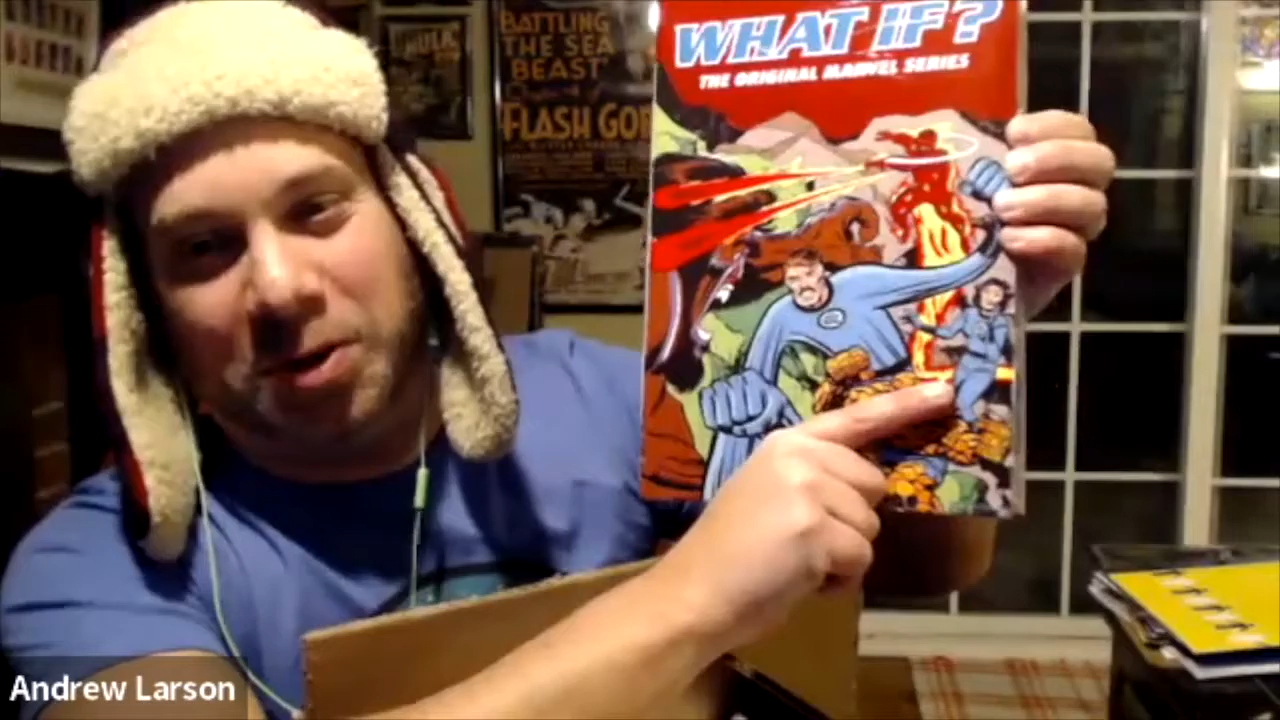 WHAT IF?
THE ORIGINAL MARVEL SERIES
BATTLING
THE SEA
BEAST
FLASH GOR
HULK
Andrew Larson